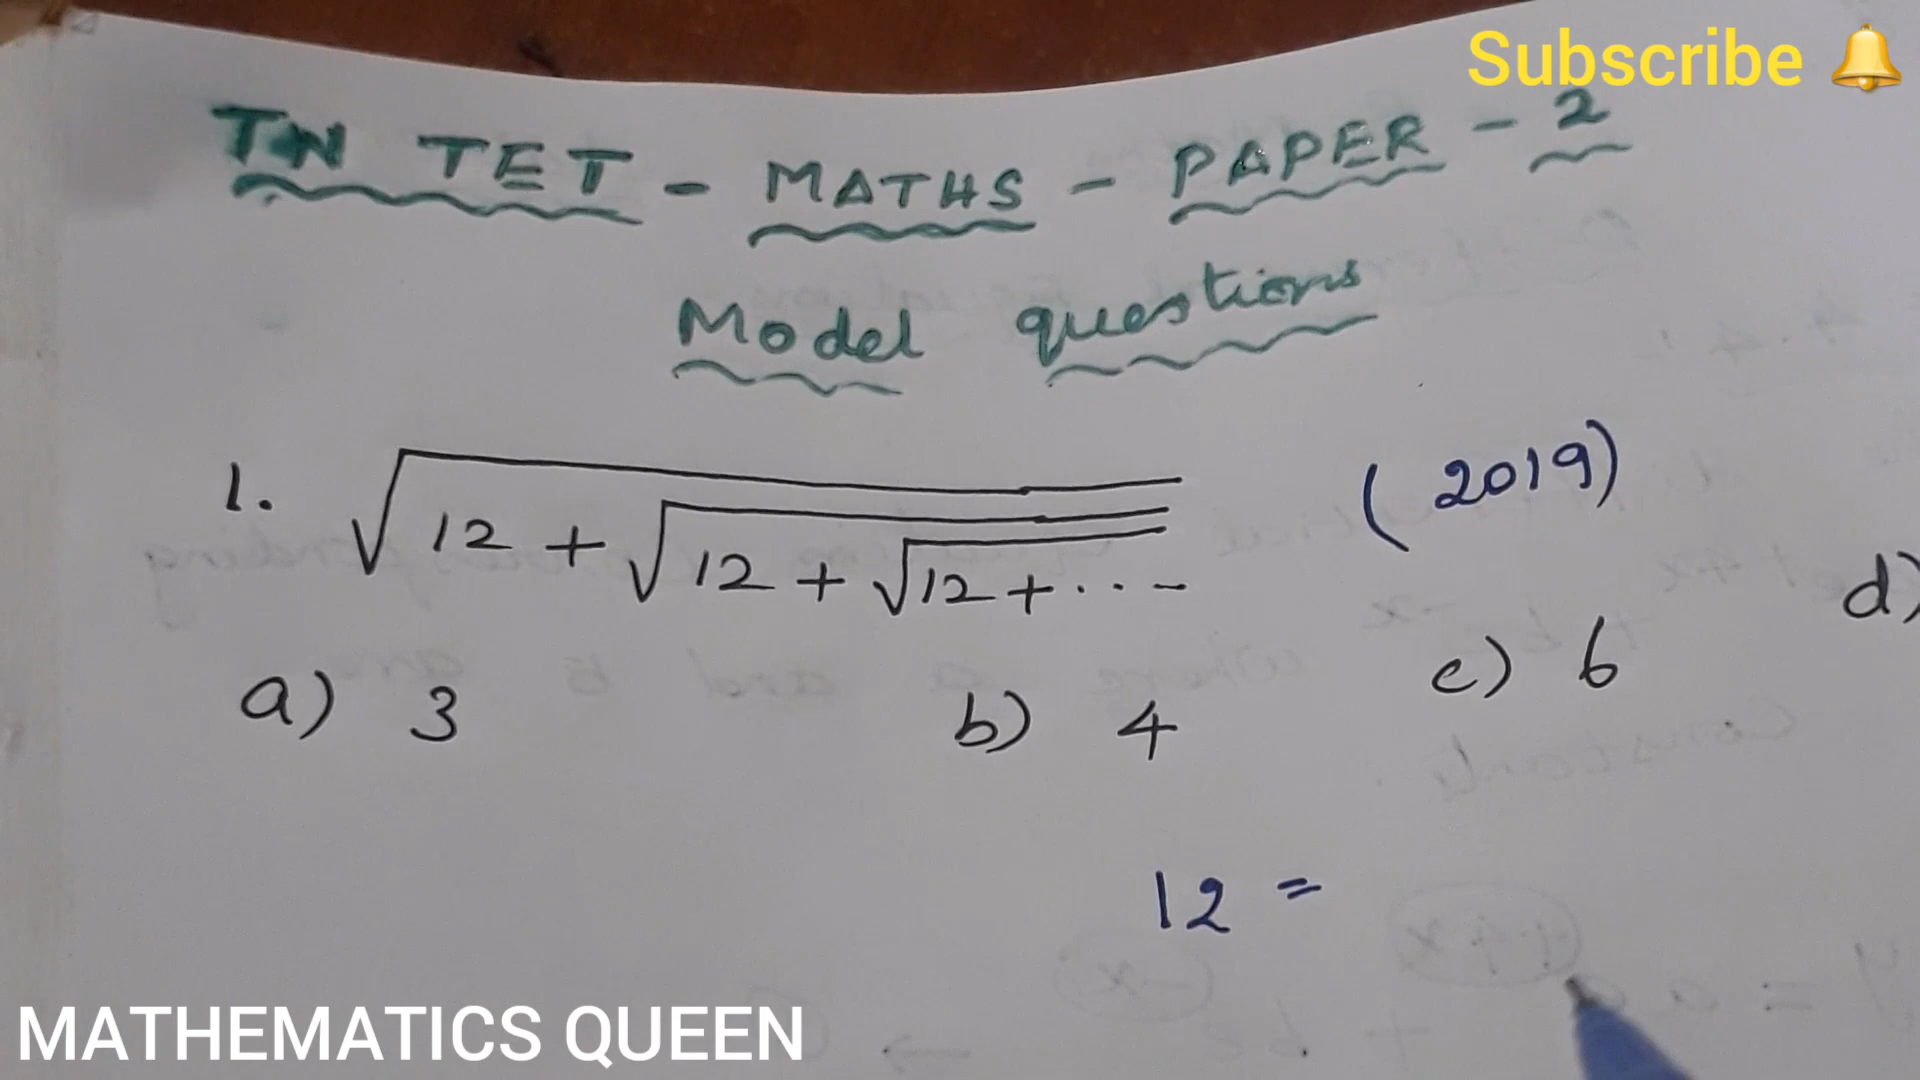 Subscribe 🔔
TN TET - MATHS - PAPER - 2
Model questions
1. √12 + √12 + √12 + ... (2019)
a) 3 b) 4 c) 6 d)
12 =
MATHEMATICS QUEEN